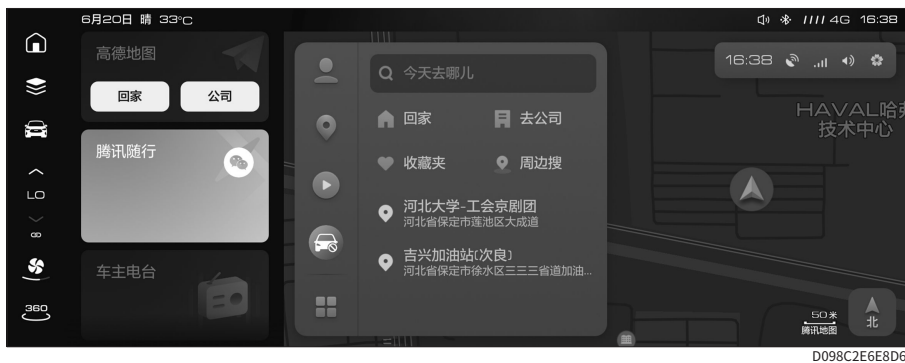 6月20日 晴 33°C
4G 16:38
高德地图
回家
公司
腾讯随行
车主电台
LO
360
今天去哪儿
回家
去公司
收藏夹
周边搜
河北大学-工会京剧团
河北省保定市莲池区大成道
吉兴加油站(次良)
河北省保定市徐水区三三三省道加油...
16:38
HAVAL哈弗
技术中心
50米
腾讯地图
北
D098C2E6E8D6